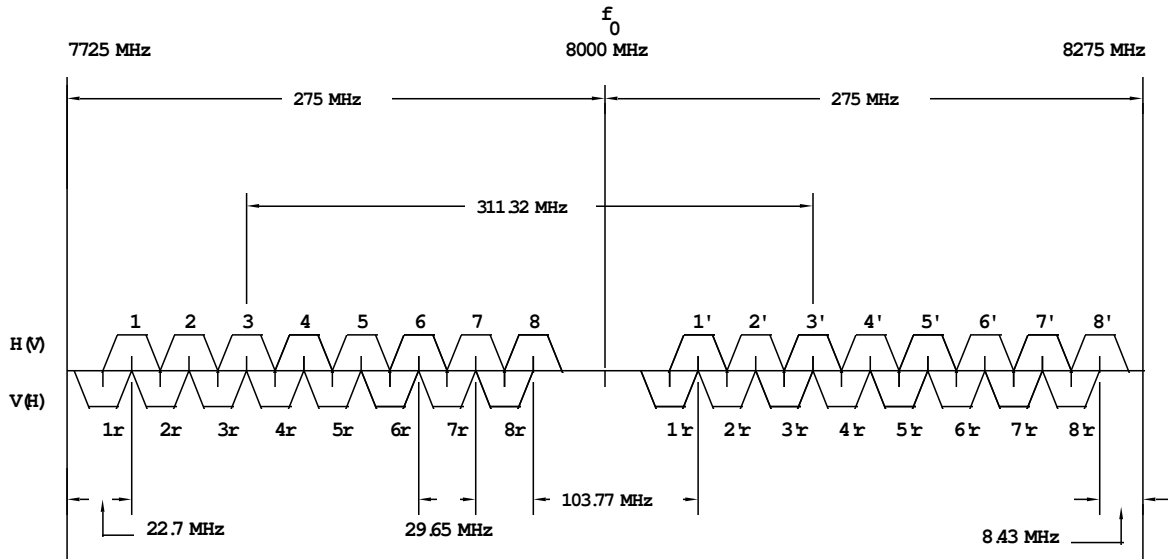 f0
7725 MHz 8000 MHz 8275 MHz
275 MHz 275 MHz
311.32 MHz
1 2 3 4 5 6 7 8 1' 2' 3' 4' 5' 6' 7' 8'
H(V)
V(H)
1r 2r 3r 4r 5r 6r 7r 8r 1'r 2'r 3'r 4'r 5'r 6'r 7'r 8'r
103.77 MHz
22.7 MHz 29.65 MHz 8.43 MHz